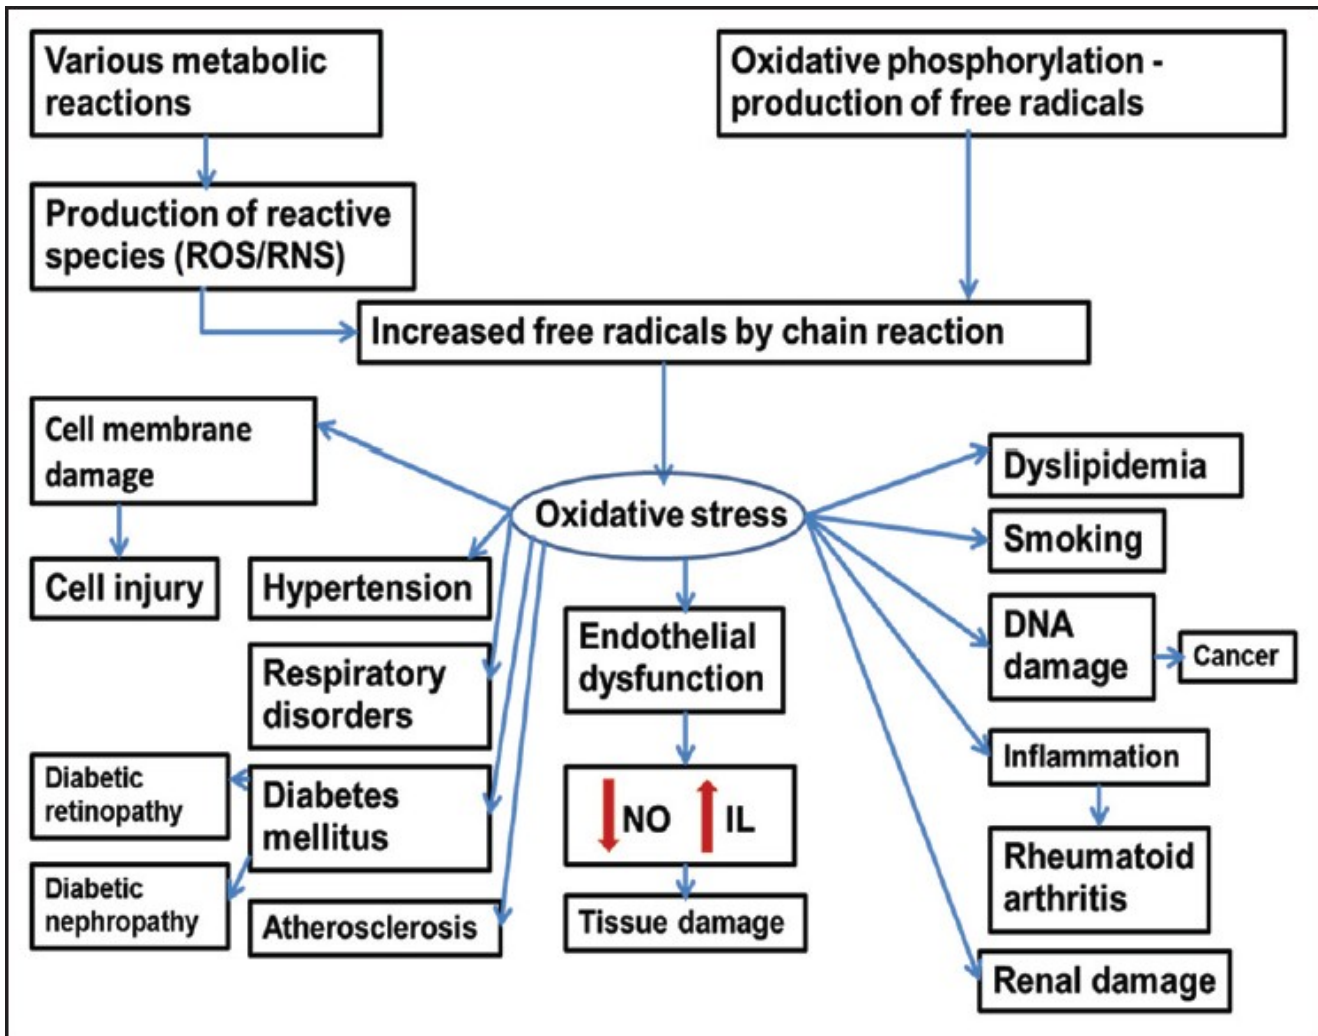 Various metabolic
reactions
Oxidative phosphorylation -
production of free radicals
Production of reactive
species (ROS/RNS)
Increased free radicals by chain reaction
Cell membrane
damage
Oxidative stress
Dyslipidemia
Smoking
Cell injury
Hypertension
Endothelial
dysfunction
DNA
damage
Cancer
Respiratory
disorders
Inflammation
Diabetic
retinopathy
Diabetes
mellitus
NO IL
Rheumatoid
arthritis
Diabetic
nephropathy
Atherosclerosis
Tissue damage
Renal damage